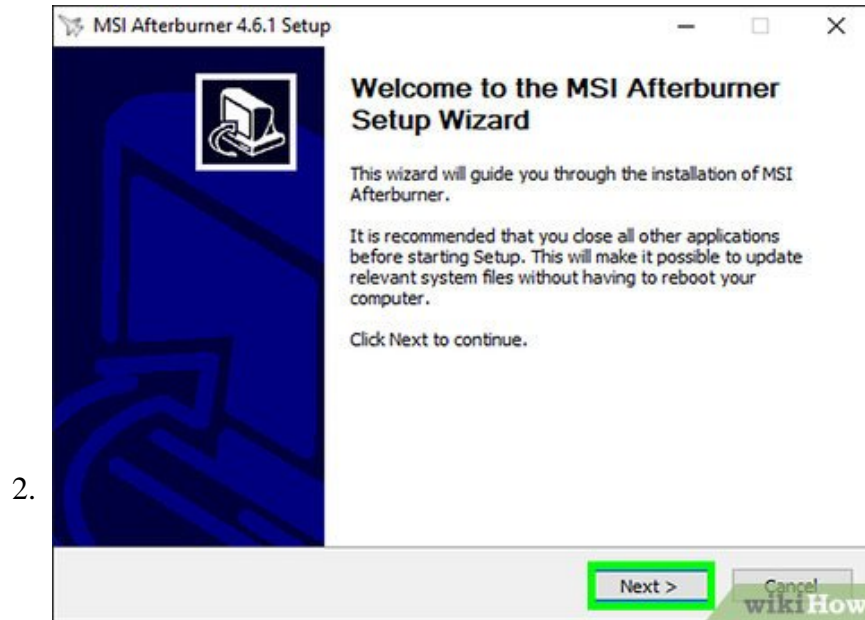 MSI Afterburner 4.6.1 Setup
Welcome to the MSI Afterburner
Setup Wizard
This wizard will guide you through the installation of MSI
Afterburner.
It is recommended that you close all other applications
before starting Setup. This will make it possible to update
relevant system files without having to reboot your
computer.
Click Next to continue.
2.
Next > Cancel
wikiHow